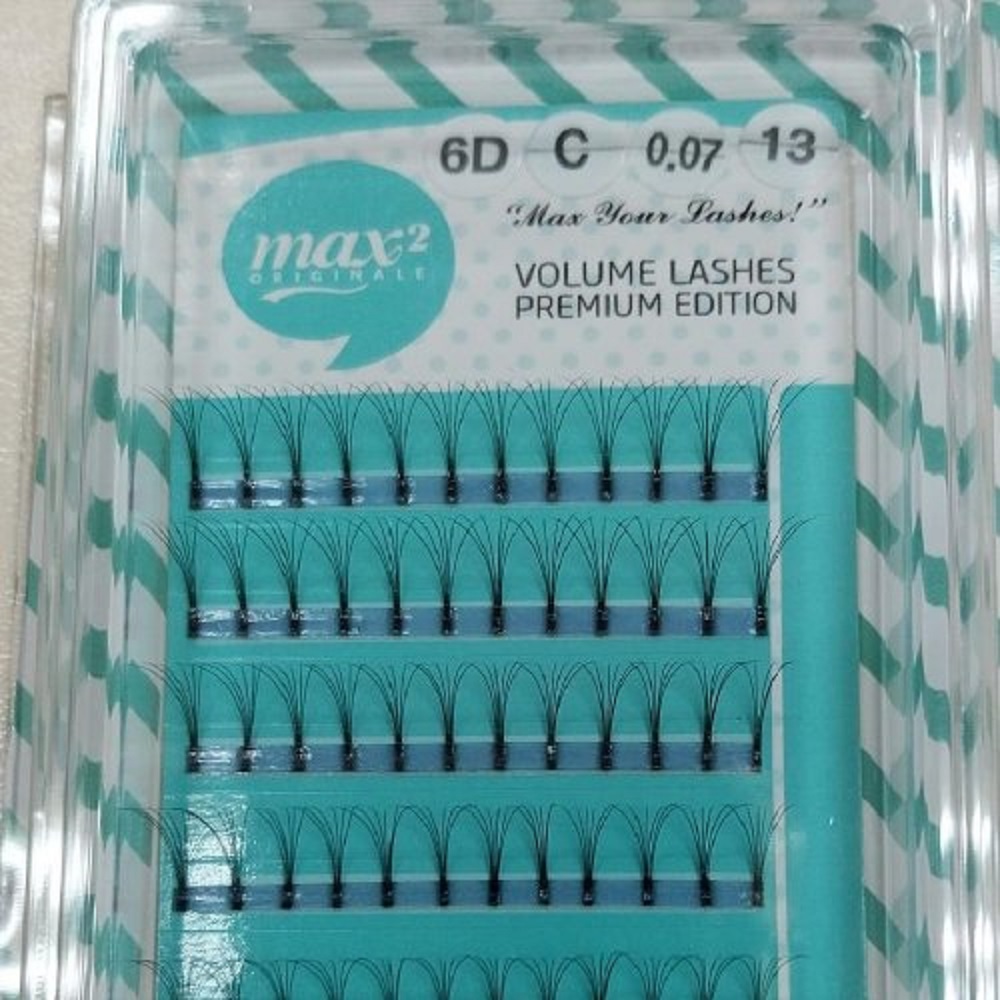 6D C 0.07 13
"Max Your Lashes!"
max²
ORIGINALE
VOLUME LASHES
PREMIUM EDITION